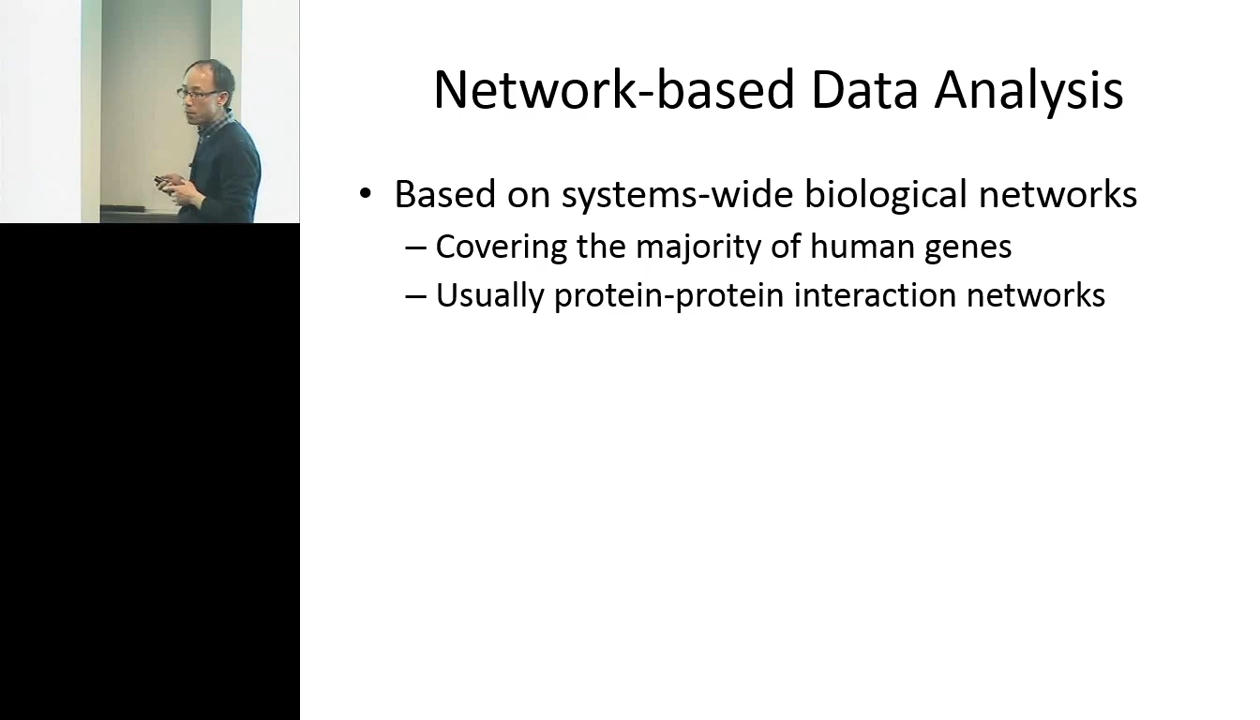 Network-based Data Analysis
• Based on systems-wide biological networks
– Covering the majority of human genes
– Usually protein-protein interaction networks